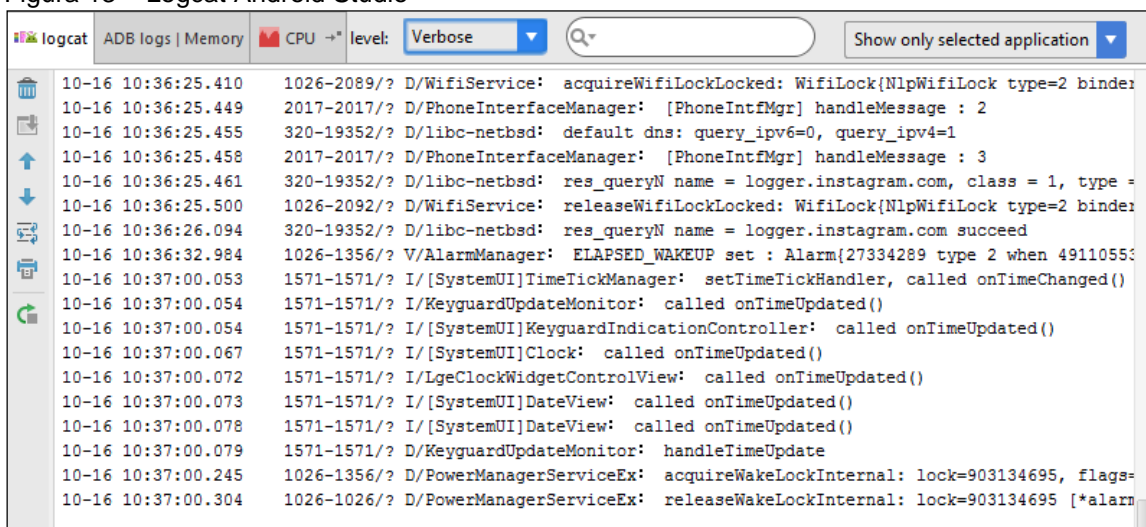 Figura 18 – Logcat Android Studio
logcat ADB logs | Memory CPU level: Verbose Show only selected application
10-16 10:36:25.410 1026-2089/? D/WifiService: acquireWifiLockLocked: WifiLock{NlpWifiLock type=2 binder
10-16 10:36:25.449 2017-2017/? D/PhoneInterfaceManager: [PhoneIntfMgr] handleMessage : 2
10-16 10:36:25.455 320-19352/? D/libc-netbsd: default dns: query_ipv6=0, query_ipv4=1
10-16 10:36:25.458 2017-2017/? D/PhoneInterfaceManager: [PhoneIntfMgr] handleMessage : 3
10-16 10:36:25.461 320-19352/? D/libc-netbsd: res_queryN name = logger.instagram.com, class = 1, type =
10-16 10:36:25.500 1026-2092/? D/WifiService: releaseWifiLockLocked: WifiLock{NlpWifiLock type=2 binder
10-16 10:36:26.094 320-19352/? D/libc-netbsd: res_queryN name = logger.instagram.com succeed
10-16 10:36:32.984 1026-1356/? V/AlarmManager: ELAPSED_WAKEUP set : Alarm{27334289 type 2 when 49110553
10-16 10:37:00.053 1571-1571/? I/[SystemUI]TimeTickManager: setTimeTickHandler, called onTimeChanged()
10-16 10:37:00.054 1571-1571/? I/KeyguardUpdateMonitor: called onTimeUpdated()
10-16 10:37:00.054 1571-1571/? I/[SystemUI]KeyguardIndicationController: called onTimeUpdated()
10-16 10:37:00.067 1571-1571/? I/[SystemUI]Clock: called onTimeUpdated()
10-16 10:37:00.072 1571-1571/? I/LgeClockWidgetControlView: called onTimeUpdated()
10-16 10:37:00.073 1571-1571/? I/[SystemUI]DateView: called onTimeUpdated()
10-16 10:37:00.078 1571-1571/? I/[SystemUI]DateView: called onTimeUpdated()
10-16 10:37:00.079 1571-1571/? D/KeyguardUpdateMonitor: handleTimeUpdate
10-16 10:37:00.245 1026-1356/? D/PowerManagerServiceEx: acquireWakeLockInternal: lock=903134695, flags=
10-16 10:37:00.304 1026-1026/? D/PowerManagerServiceEx: releaseWakeLockInternal: lock=903134695 [*alarm